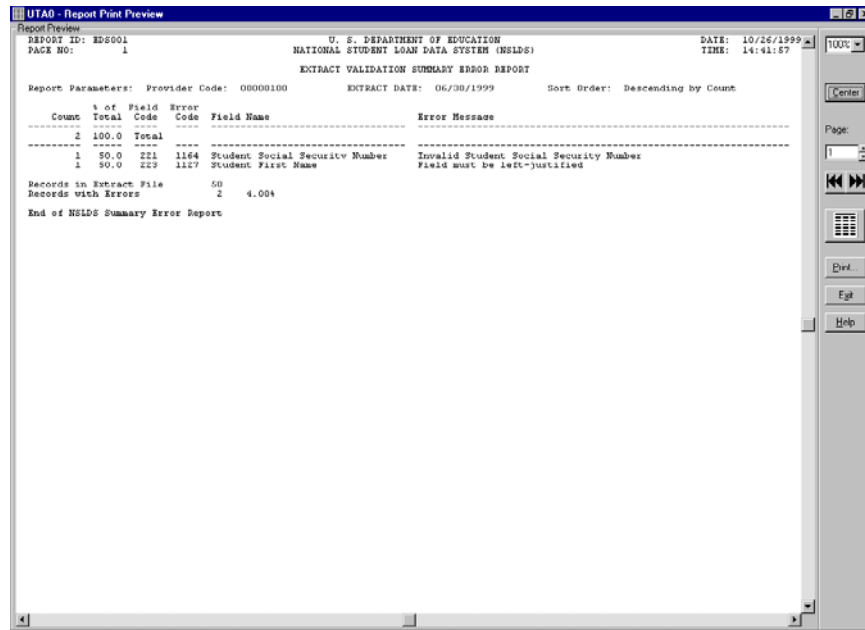 UTA0 - Report Print Preview
Report Preview
REPORT ID: EDS001 U. S. DEPARTMENT OF EDUCATION DATE: 10/26/1999
PAGE NO: 1 NATIONAL STUDENT LOAN DATA SYSTEM (NSLDS) TIME: 14:41:57
EXTRACT VALIDATION SUMMARY ERROR REPORT
Report Parameters: Provider Code: 00000100 EXTRACT DATE: 06/30/1999 Sort Order: Descending by Count
% of Field Error
Count Total Code Code Field Name Error Message
2 100.0 Total
1 50.0 221 1164 Student Social Security Number Invalid Student Social Security Number
1 50.0 223 1127 Student First Name Field must be left-justified
Records in Extract File 50
Records with Errors 2 4.00%
End of NSLDS Summary Error Report
100%
Center
Page:
1
Print...
Exit
Help